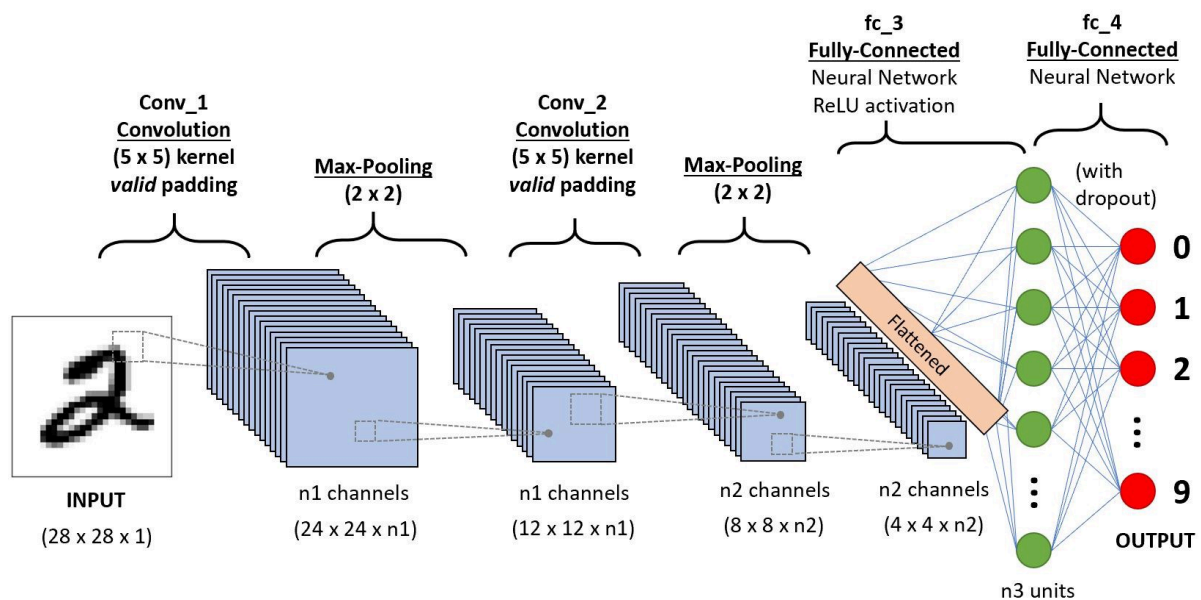 Conv_1
Convolution
(5 x 5) kernel
valid padding
Max-Pooling
(2 x 2)
Conv_2
Convolution
(5 x 5) kernel
valid padding
Max-Pooling
(2 x 2)
fc_3
Fully-Connected
Neural Network
ReLU activation
fc_4
Fully-Connected
Neural Network
(with
dropout)
Flattened
0
1
2
9
OUTPUT
2
INPUT
(28 x 28 x 1)
n1 channels
(24 x 24 x n1)
n1 channels
(12 x 12 x n1)
n2 channels
(8 x 8 x n2)
n2 channels
(4 x 4 x n2)
n3 units